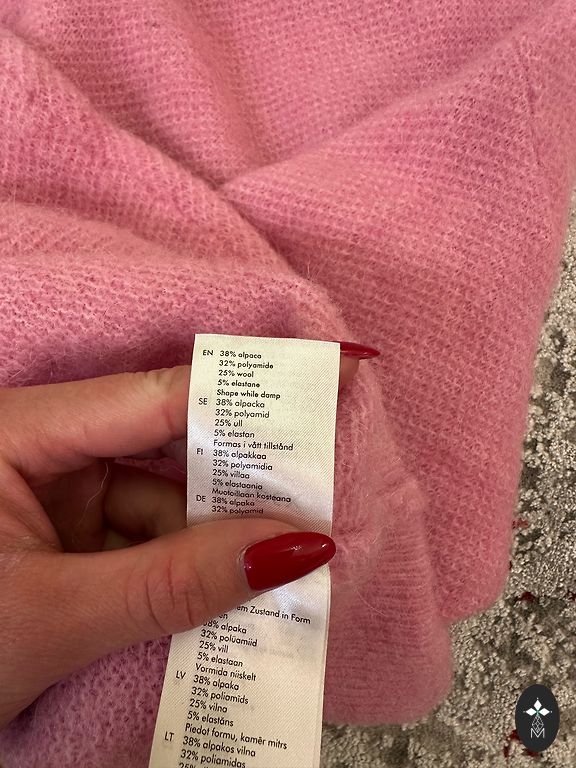 EN 38% alpaca
32% polyamide
25% wool
5% elastane
Shape while damp
SE 38% alpacka
32% polyamid
25% ull
5% elastan
Formas i vått tillstånd
FI 38% alpakkaa
32% polyamidia
25% villaa
5% elastaania
Muotoillaan kosteana
DE 38% alpaka
32% polyamid
Zustand in Form
38% alpaka
32% polüamiid
25% vill
5% elastaan
Vormida niiskelt
LV 38% alpaka
32% poliamīds
25% vilna
5% elastāns
Piedot formu, kamēr mitrs
LT 38% alpakos vilna
32% poliamidas